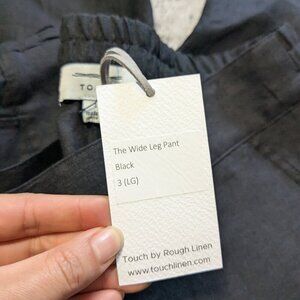 The Wide Leg Pant
Black
3 (LG)
Touch by Rough Linen
www.touchlinen.com